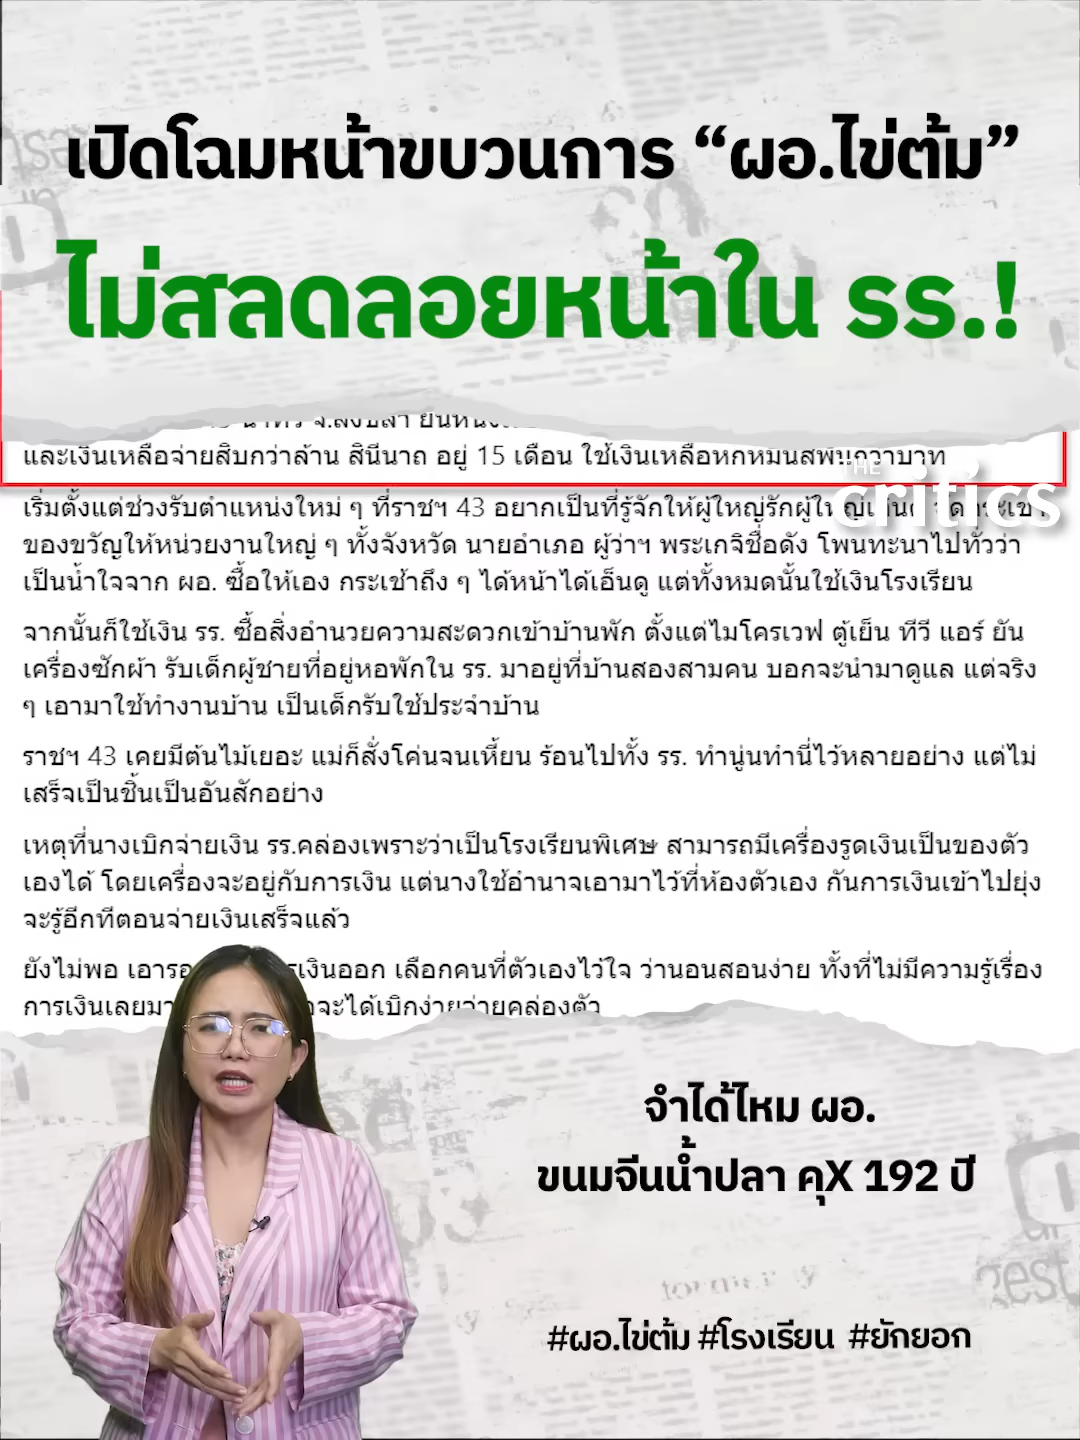 เปิดโฉมหน้าขบวนการ “ผอ.ไข่ต้ม”
ไม่สลดลอยหน้าใน รร.!
และเงินเหลือจ่ายสิบกว่าล้าน สินีนาถ อยู่ 15 เดือน ใช้เงินเหลือหกหมื่นสี่พันกว่าบาท
THE
critics
เริ่มตั้งแต่ช่วงรับตำแหน่งใหม่ ๆ ที่ราชฯ 43 อยากเป็นที่รู้จักให้ผู้ใหญ่รักผู้ใหญ่เอ็นดู จัดกระเช้า
ของขวัญให้หน่วยงานใหญ่ ๆ ทั้งจังหวัด นายอำเภอ ผู้ว่าฯ พระเกจิชื่อดัง โพนทะนาไปทั่วว่า
เป็นน้ำใจจาก ผอ. ซื้อให้เอง กระเช้าถึง ๆ ได้หน้าได้เอ็นดู แต่ทั้งหมดนั้นใช้เงินโรงเรียน
จากนั้นก็ใช้เงิน รร. ซื้อสิ่งอำนวยความสะดวกเข้าบ้านพัก ตั้งแต่ไมโครเวฟ ตู้เย็น ทีวี แอร์ ยัน
เครื่องซักผ้า รับเด็กผู้ชายที่อยู่หอพักใน รร. มาอยู่ที่บ้านสองสามคน บอกจะนำมาดูแล แต่จริง
ๆ เอามาใช้ทำงานบ้าน เป็นเด็กรับใช้ประจำบ้าน
ราชฯ 43 เคยมีต้นไม้เยอะ แม่ก็สั่งโค่นจนเหี้ยน ร้อนไปทั้ง รร. ทำนู่นทำนี่ไว้หลายอย่าง แต่ไม่
เสร็จเป็นชิ้นเป็นอันสักอย่าง
เหตุที่นางเบิกจ่ายเงิน รร.คล่องเพราะว่าเป็นโรงเรียนพิเศษ สามารถมีเครื่องรูดเงินเป็นของตัว
เองได้ โดยเครื่องจะอยู่กับการเงิน แต่นางใช้อำนาจเอามาไว้ที่ห้องตัวเอง กันการเงินเข้าไปยุ่ง
จะรู้อีกทีตอนจ่ายเงินเสร็จแล้ว
ยังไม่พอ เอารอ รเงินออก เลือกคนที่ตัวเองไว้ใจ ว่านอนสอนง่าย ทั้งที่ไม่มีความรู้เรื่อง
การเงินเลยมา จะได้เบิกง่ายจ่ายคล่องตัว
จำได้ไหม ผอ.
ขนมจีนน้ำปลา คุX 192 ปี
#ผอ.ไข่ต้ม #โรงเรียน #ยักยอก